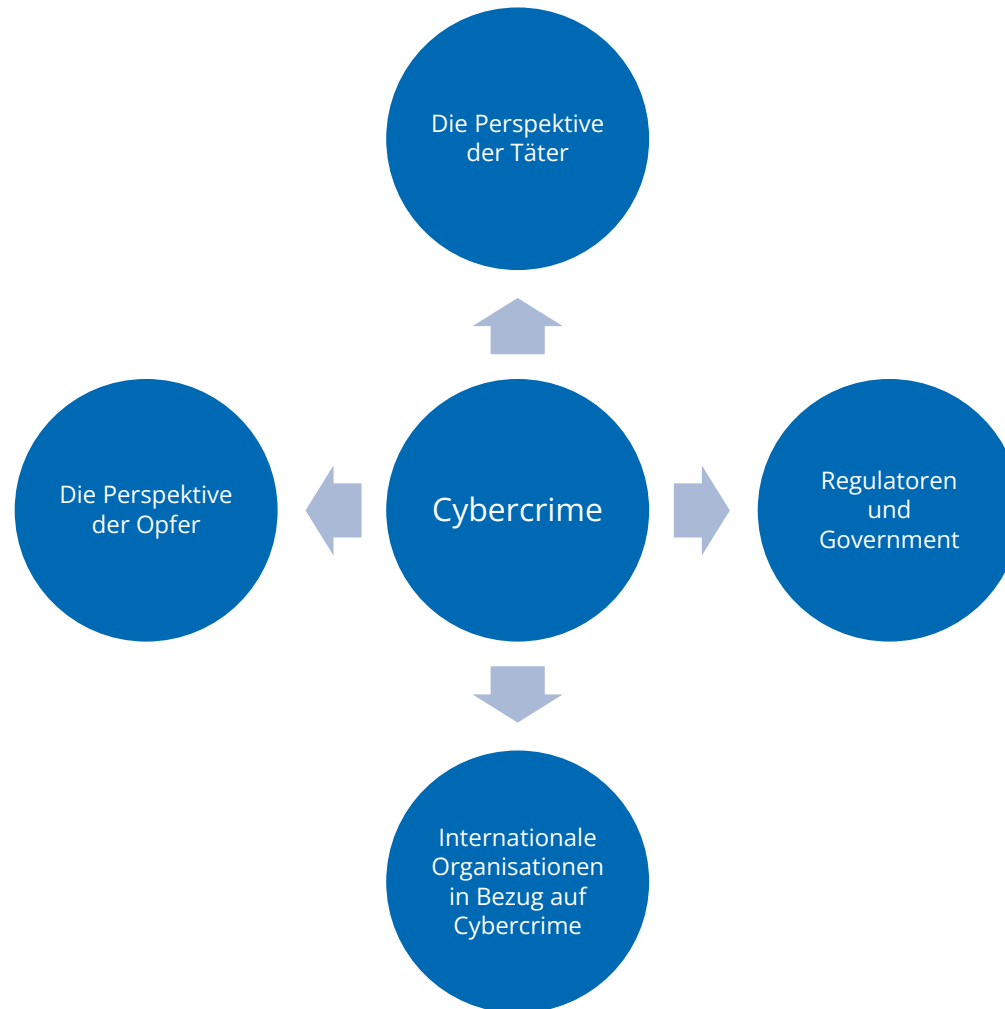 Die Perspektive
der Täter
Die Perspektive
der Opfer
Cybercrime
Regulatoren
und
Government
Internationale
Organisationen
in Bezug auf
Cybercrime